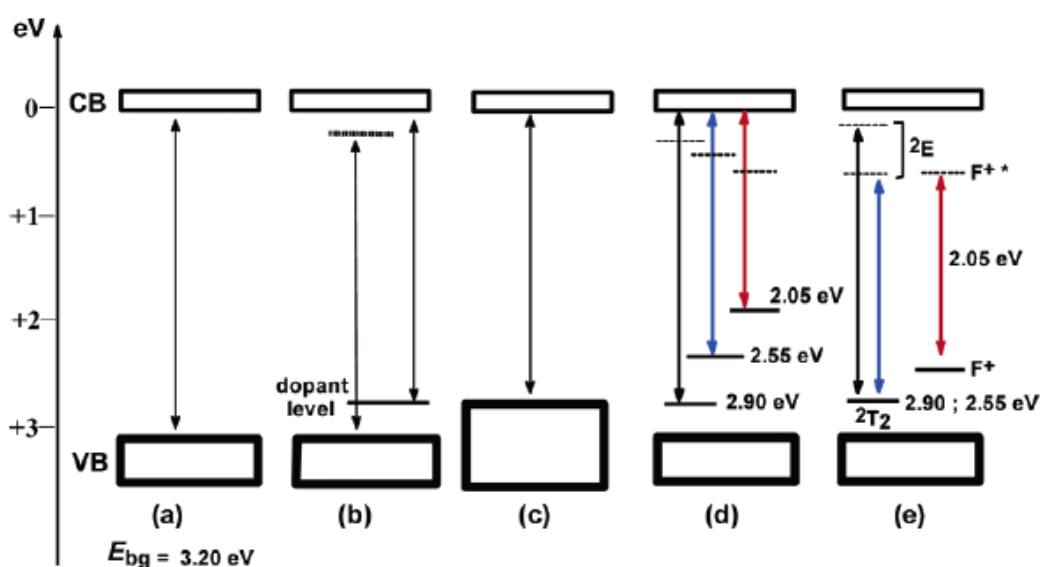 eV
0
CB
+1
+2
+3
VB
dopant
level
2.05 eV
2.55 eV
2.90 eV
²E
F⁺ *
2.05 eV
F⁺
²T₂
2.90 ; 2.55 eV
(a)
(b)
(c)
(d)
(e)
E_bg = 3.20 eV